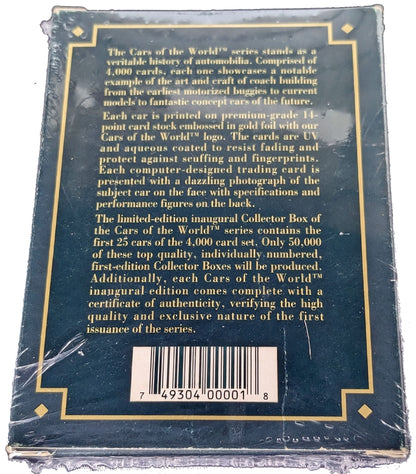 The Cars of the World™ series stands as a
veritable history of automobilia. Comprised of
4,000 cards, each one showcases a notable
example of the art and craft of coach building
from the earliest motorized buggies to current
models to fantastic concept cars of the future.
Each car is printed on premium-grade 14-
point card stock embossed in gold foil with our
Cars of the World™ logo. The cards are UV
and aqueous coated to resist fading and
protect against scuffing and fingerprints.
Each computer-designed trading card is
presented with a dazzling photograph of the
subject car on the face with specifications and
performance figures on the back.
The limited-edition inaugural Collector Box of
the Cars of the World™ series contains the
first 25 cars of the 4,000 card set. Only 50,000
of these top quality, individually numbered,
first-edition Collector Boxes will be produced.
Additionally, each Cars of the World™
inaugural edition comes complete with a
certificate of authenticity, verifying the high
quality and exclusive nature of the first
issuance of the series.
7 49304 00001 8